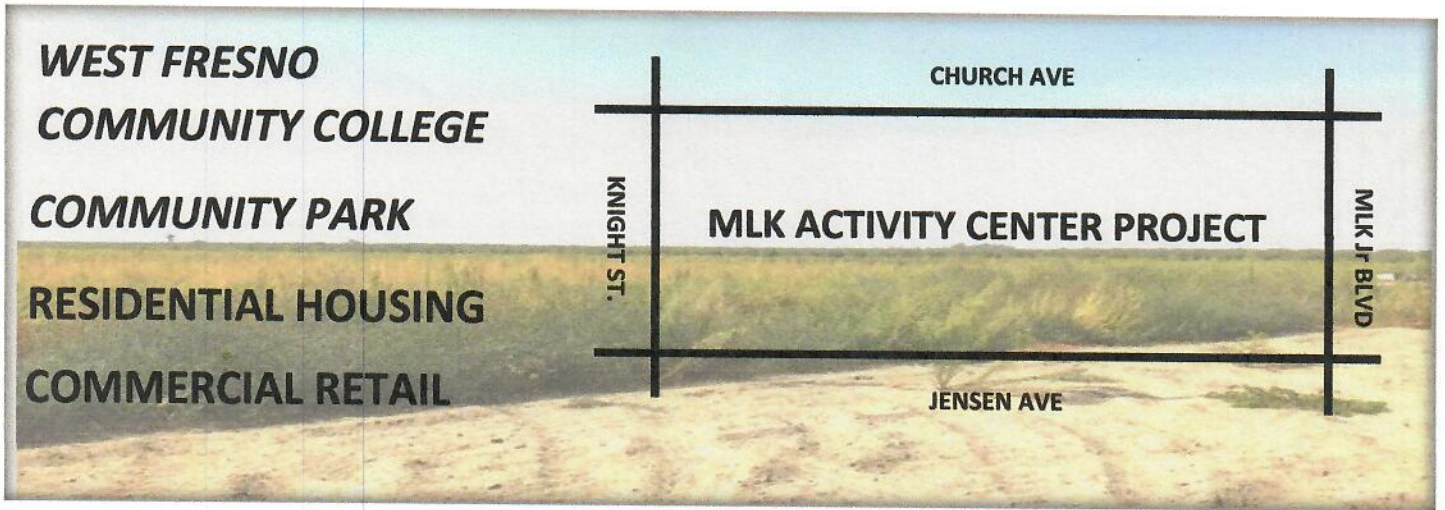 WEST FRESNO
COMMUNITY COLLEGE
COMMUNITY PARK
RESIDENTIAL HOUSING
COMMERCIAL RETAIL
CHURCH AVE
KNIGHT ST.
MLK ACTIVITY CENTER PROJECT
MLK Jr BLVD
JENSEN AVE